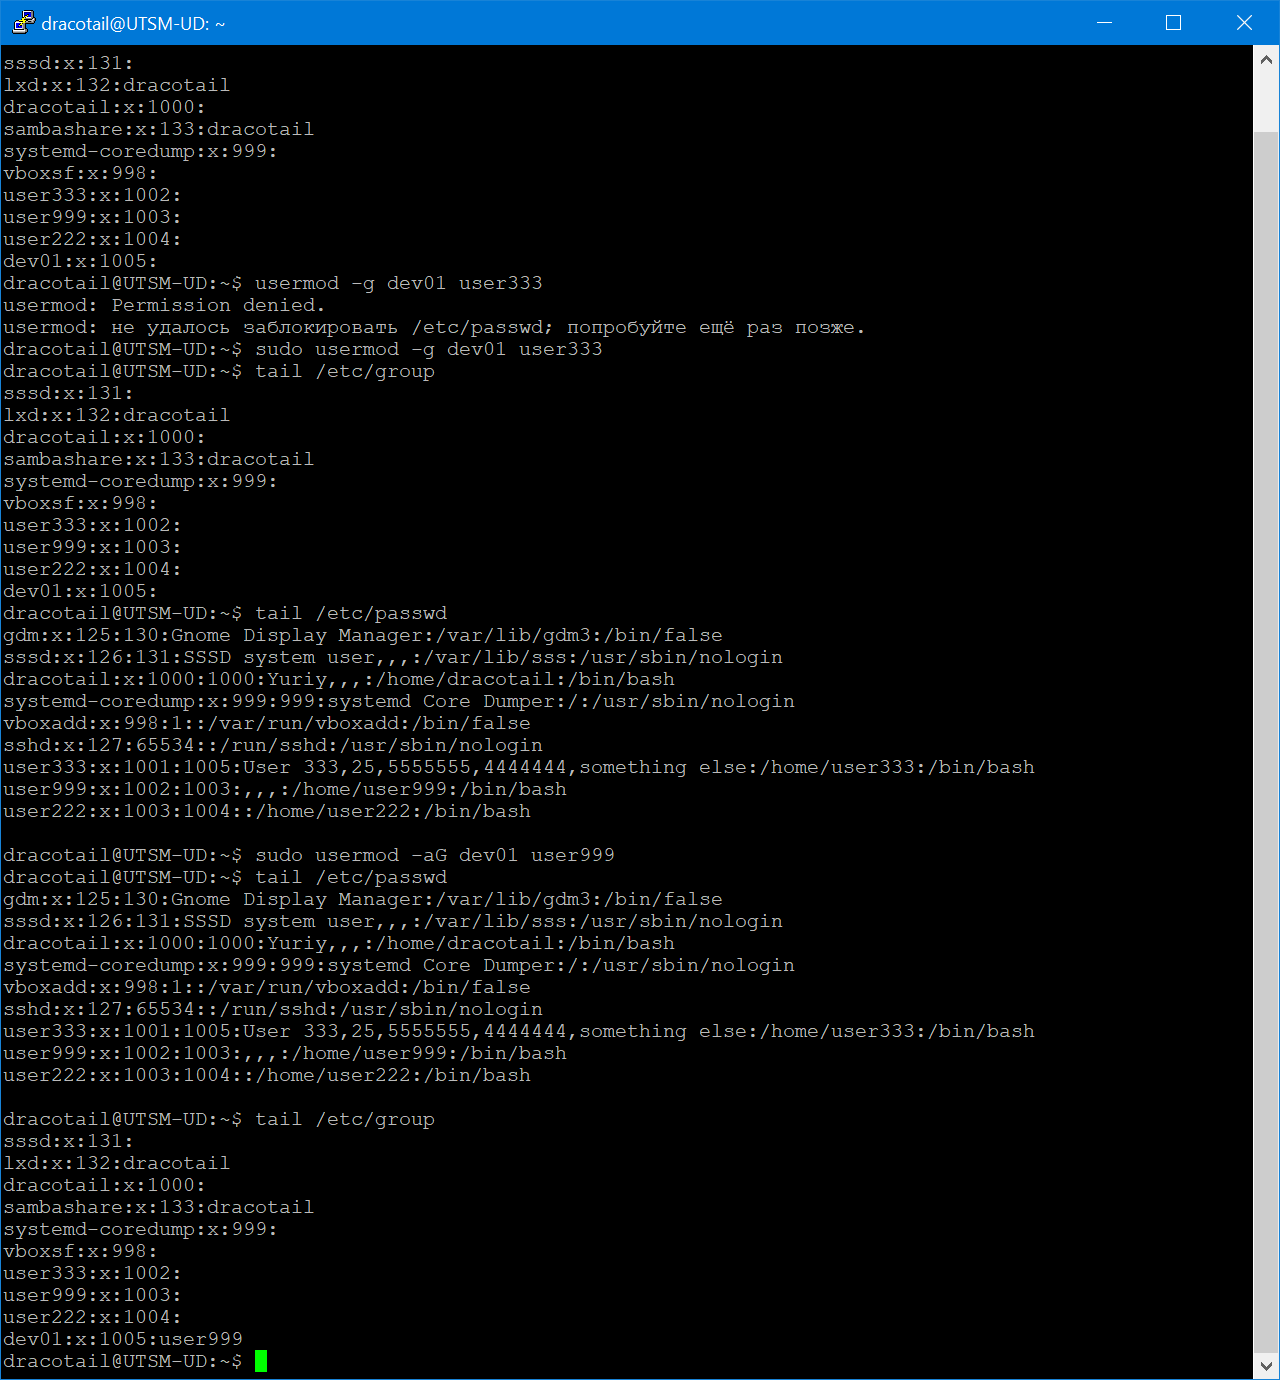 dracotail@UTSM-UD: ~
sssd:x:131:
lxd:x:132:dracotail
dracotail:x:1000:
sambashare:x:133:dracotail
systemd-coredump:x:999:
vboxsf:x:998:
user333:x:1002:
user999:x:1003:
user222:x:1004:
dev01:x:1005:
dracotail@UTSM-UD:~$ usermod -g dev01 user333
usermod: Permission denied.
usermod: не удалось заблокировать /etc/passwd; попробуйте ещё раз позже.
dracotail@UTSM-UD:~$ sudo usermod -g dev01 user333
dracotail@UTSM-UD:~$ tail /etc/group
sssd:x:131:
lxd:x:132:dracotail
dracotail:x:1000:
sambashare:x:133:dracotail
systemd-coredump:x:999:
vboxsf:x:998:
user333:x:1002:
user999:x:1003:
user222:x:1004:
dev01:x:1005:
dracotail@UTSM-UD:~$ tail /etc/passwd
gdm:x:125:130:Gnome Display Manager:/var/lib/gdm3:/bin/false
sssd:x:126:131:SSSD system user,,,:/var/lib/sss:/usr/sbin/nologin
dracotail:x:1000:1000:Yuriy,,,:/home/dracotail:/bin/bash
systemd-coredump:x:999:999:systemd Core Dumper:/:/usr/sbin/nologin
vboxadd:x:998:1::/var/run/vboxadd:/bin/false
sshd:x:127:65534::/run/sshd:/usr/sbin/nologin
user333:x:1001:1005:User 333,25,5555555,4444444,something else:/home/user333:/bin/bash
user999:x:1002:1003:,,,:/home/user999:/bin/bash
user222:x:1003:1004::/home/user222:/bin/bash
dracotail@UTSM-UD:~$ sudo usermod -aG dev01 user999
dracotail@UTSM-UD:~$ tail /etc/passwd
gdm:x:125:130:Gnome Display Manager:/var/lib/gdm3:/bin/false
sssd:x:126:131:SSSD system user,,,:/var/lib/sss:/usr/sbin/nologin
dracotail:x:1000:1000:Yuriy,,,:/home/dracotail:/bin/bash
systemd-coredump:x:999:999:systemd Core Dumper:/:/usr/sbin/nologin
vboxadd:x:998:1::/var/run/vboxadd:/bin/false
sshd:x:127:65534::/run/sshd:/usr/sbin/nologin
user333:x:1001:1005:User 333,25,5555555,4444444,something else:/home/user333:/bin/bash
user999:x:1002:1003:,,,:/home/user999:/bin/bash
user222:x:1003:1004::/home/user222:/bin/bash
dracotail@UTSM-UD:~$ tail /etc/group
sssd:x:131:
lxd:x:132:dracotail
dracotail:x:1000:
sambashare:x:133:dracotail
systemd-coredump:x:999:
vboxsf:x:998:
user333:x:1002:
user999:x:1003:
user222:x:1004:
dev01:x:1005:user999
dracotail@UTSM-UD:~$